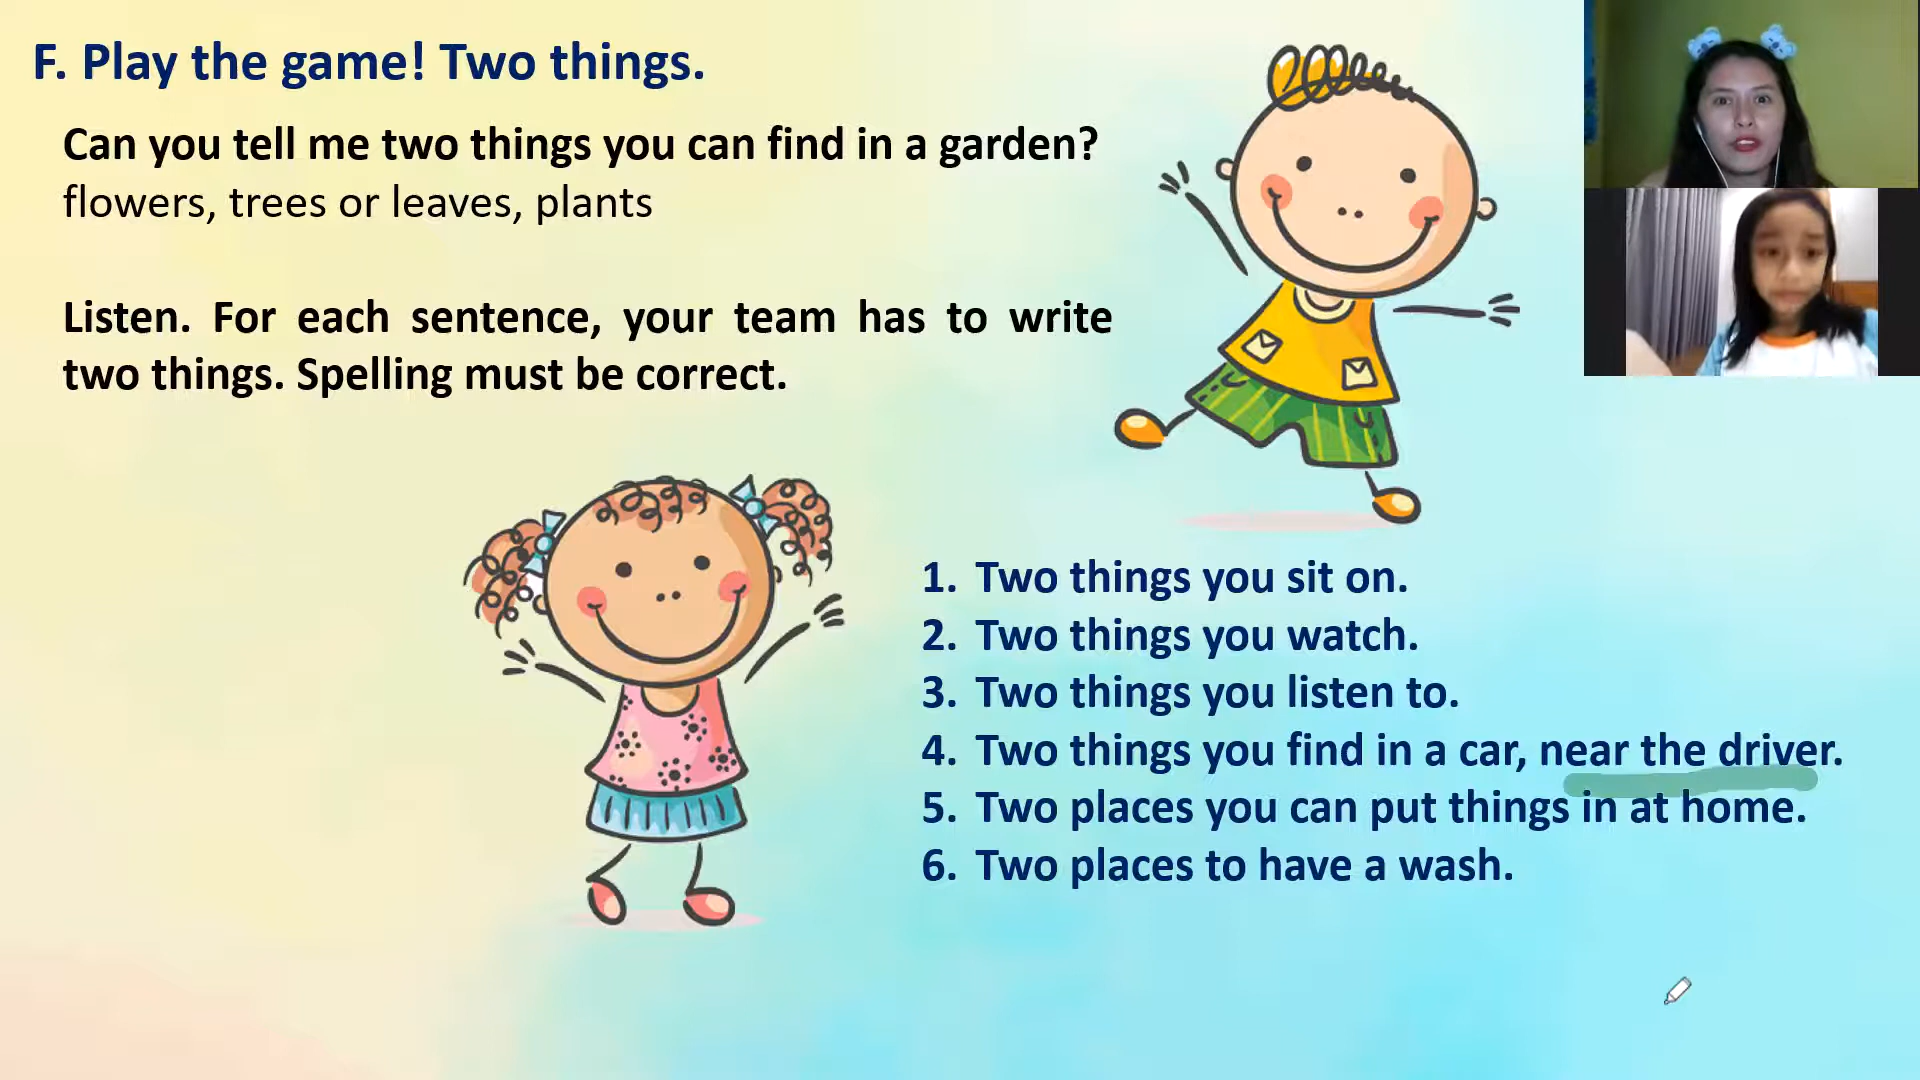 F. Play the game! Two things.
Can you tell me two things you can find in a garden?
flowers, trees or leaves, plants
Listen. For each sentence, your team has to write
two things. Spelling must be correct.
1. Two things you sit on.
2. Two things you watch.
3. Two things you listen to.
4. Two things you find in a car, near the driver.
5. Two places you can put things in at home.
6. Two places to have a wash.